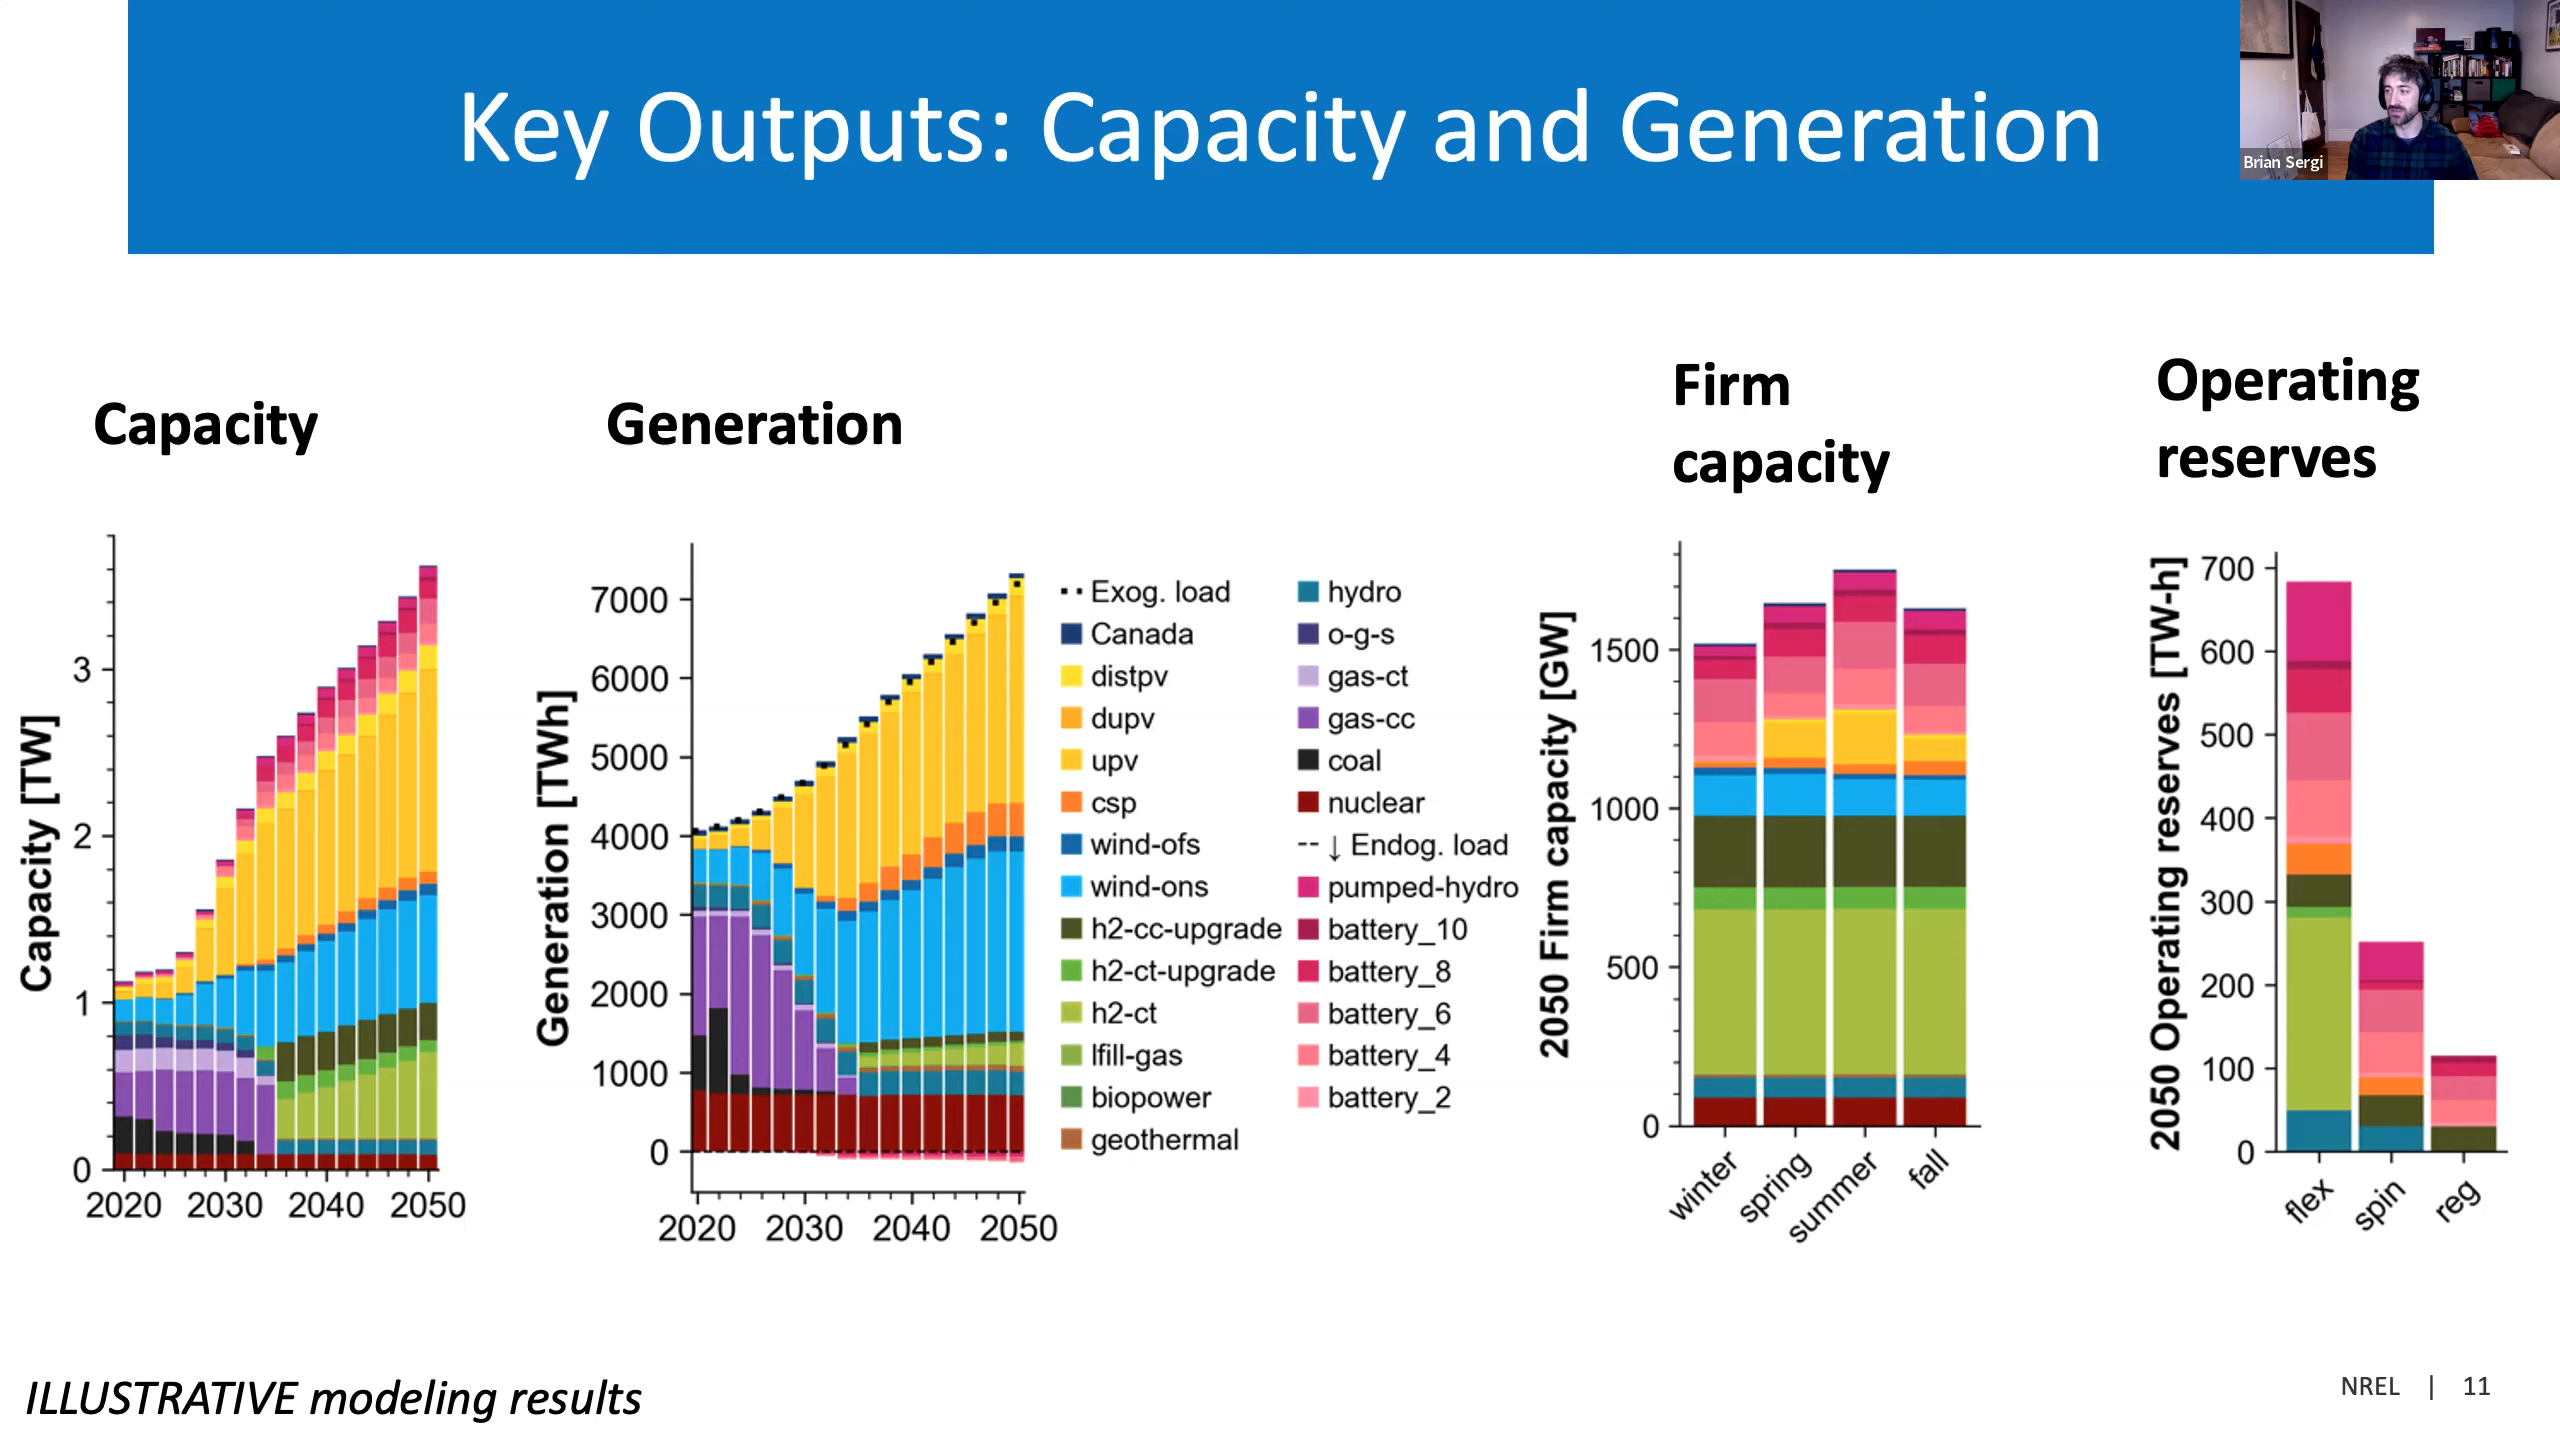 Key Outputs: Capacity and Generation
Brian Sergi
Capacity
Generation
Firm
capacity
Operating
reserves
Capacity [TW]
3
2
1
0
2020 2030 2040 2050
Generation [TWh]
7000
6000
5000
4000
3000
2000
1000
0
2020 2030 2040 2050
Exog. load
Canada
distpv
dupv
upv
csp
wind-ofs
wind-ons
h2-cc-upgrade
h2-ct-upgrade
h2-ct
lfill-gas
biopower
geothermal
hydro
o-g-s
gas-ct
gas-cc
coal
nuclear
-- ↓ Endog. load
pumped-hydro
battery_10
battery_8
battery_6
battery_4
battery_2
2050 Firm capacity [GW]
1500
1000
500
0
winter spring summer fall
2050 Operating reserves [TW-h]
700
600
500
400
300
200
100
0
flex spin reg
ILLUSTRATIVE modeling results
NREL | 11